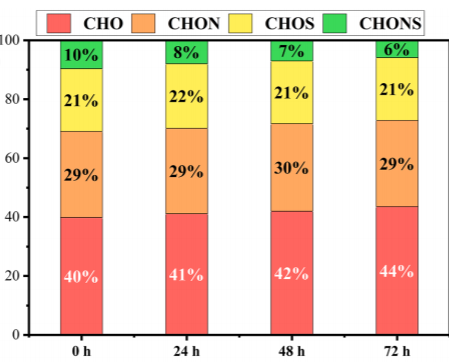 CHO CHON CHOS CHONS
100
10% 8% 7% 6%
80
21% 22% 21% 21%
60
29% 29% 30% 29%
40
40% 41% 42% 44%
20
0
0 h 24 h 48 h 72 h